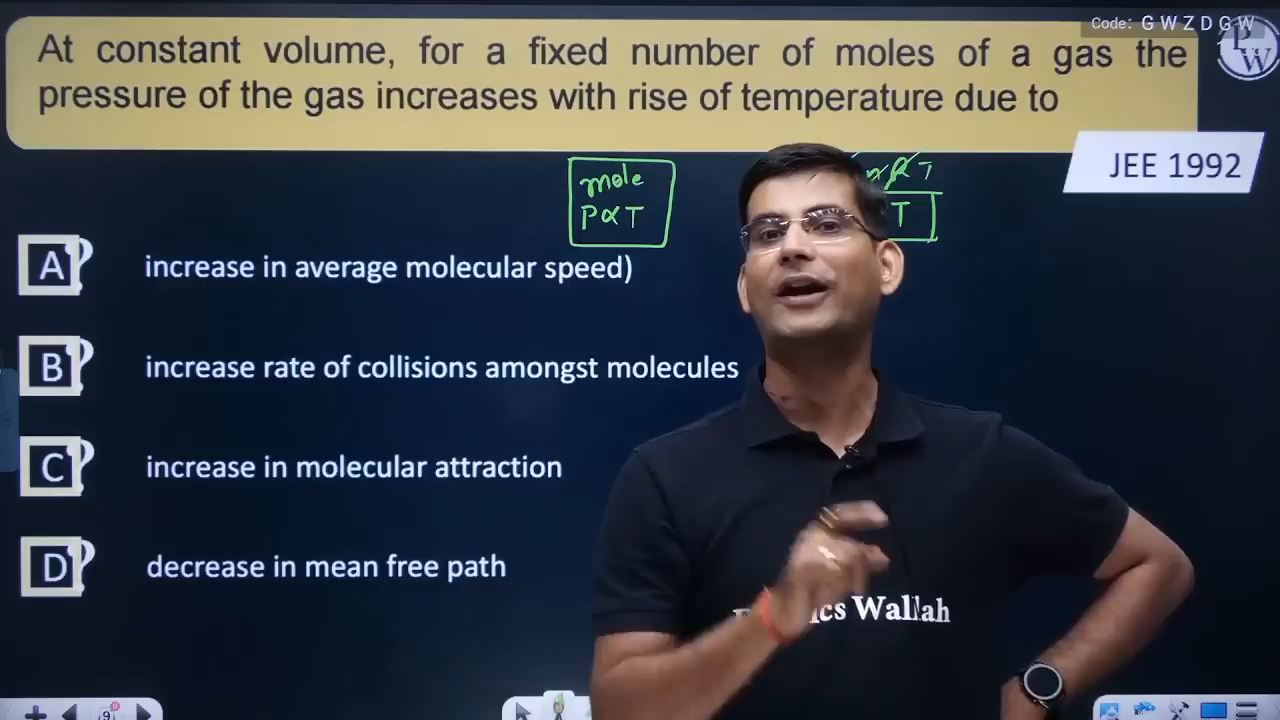 Code: G W Z D G W
At constant volume, for a fixed number of moles of a gas the
pressure of the gas increases with rise of temperature due to
PW
JEE 1992
mole
P∝T
R T
T
A? increase in average molecular speed)
B? increase rate of collisions amongst molecules
C? increase in molecular attraction
D? decrease in mean free path
Wallah
9